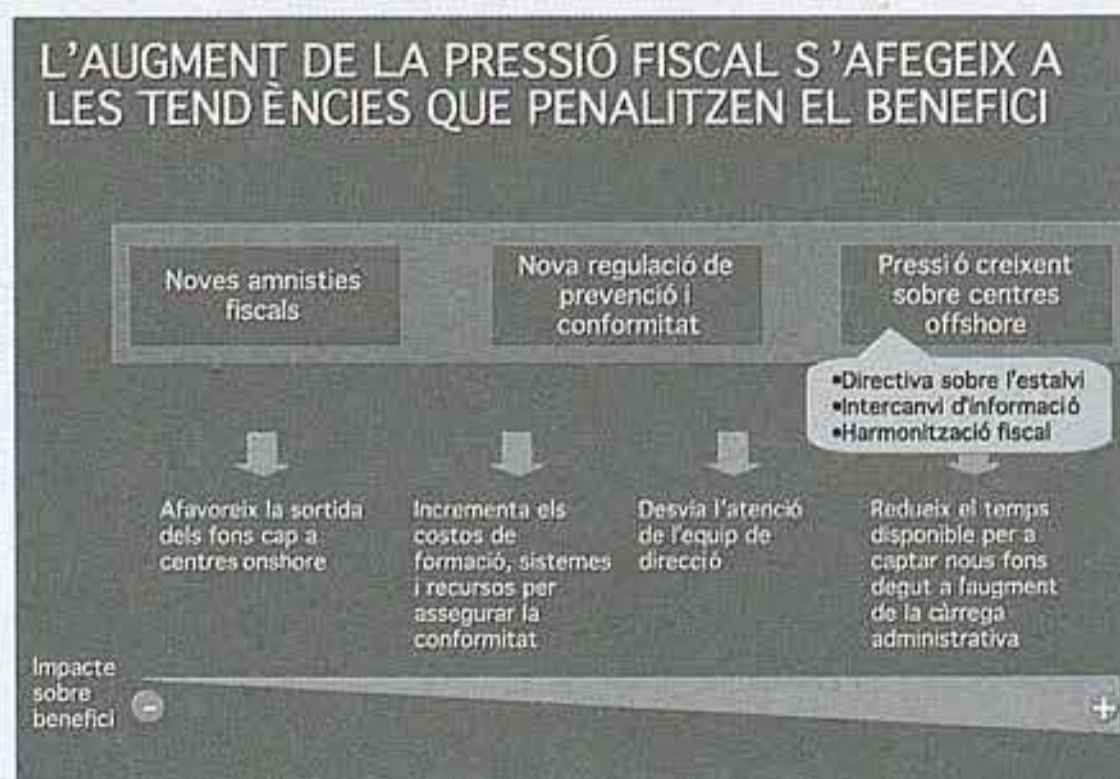 L'AUGMENT DE LA PRESSIÓ FISCAL S 'AFEGEIX A
LES TEND ÈNCIES QUE PENALITZEN EL BENEFICI
Noves amnisties
fiscals
Nova regulació de
prevenció i
conformitat
Pressi ó creixent
sobre centres
offshore
•Directiva sobre l'estalvi
•Intercanvi d'informació
•Harmonització fiscal
Afavoreix la sortida
dels fons cap a
centres onshore
Incrementa els
costos de
formació, sistemes
i recursos per
assegurar la
conformitat
Desvia l'atenció
de l'equip de
direcció
Redueix el temps
disponible per a
captar nous fons
degut a l'augment
de la càrrega
administrativa
Impacte
sobre
benefici
-
+